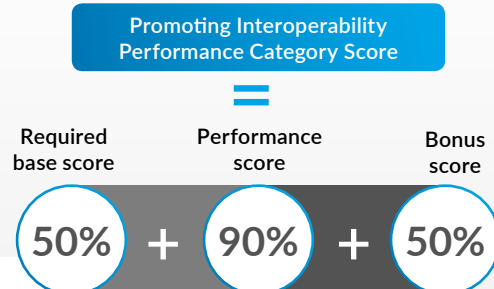 Promoting Interoperability
Performance Category Score
=
Required
base score
Performance
score
Bonus
score
50% + 90% + 50%